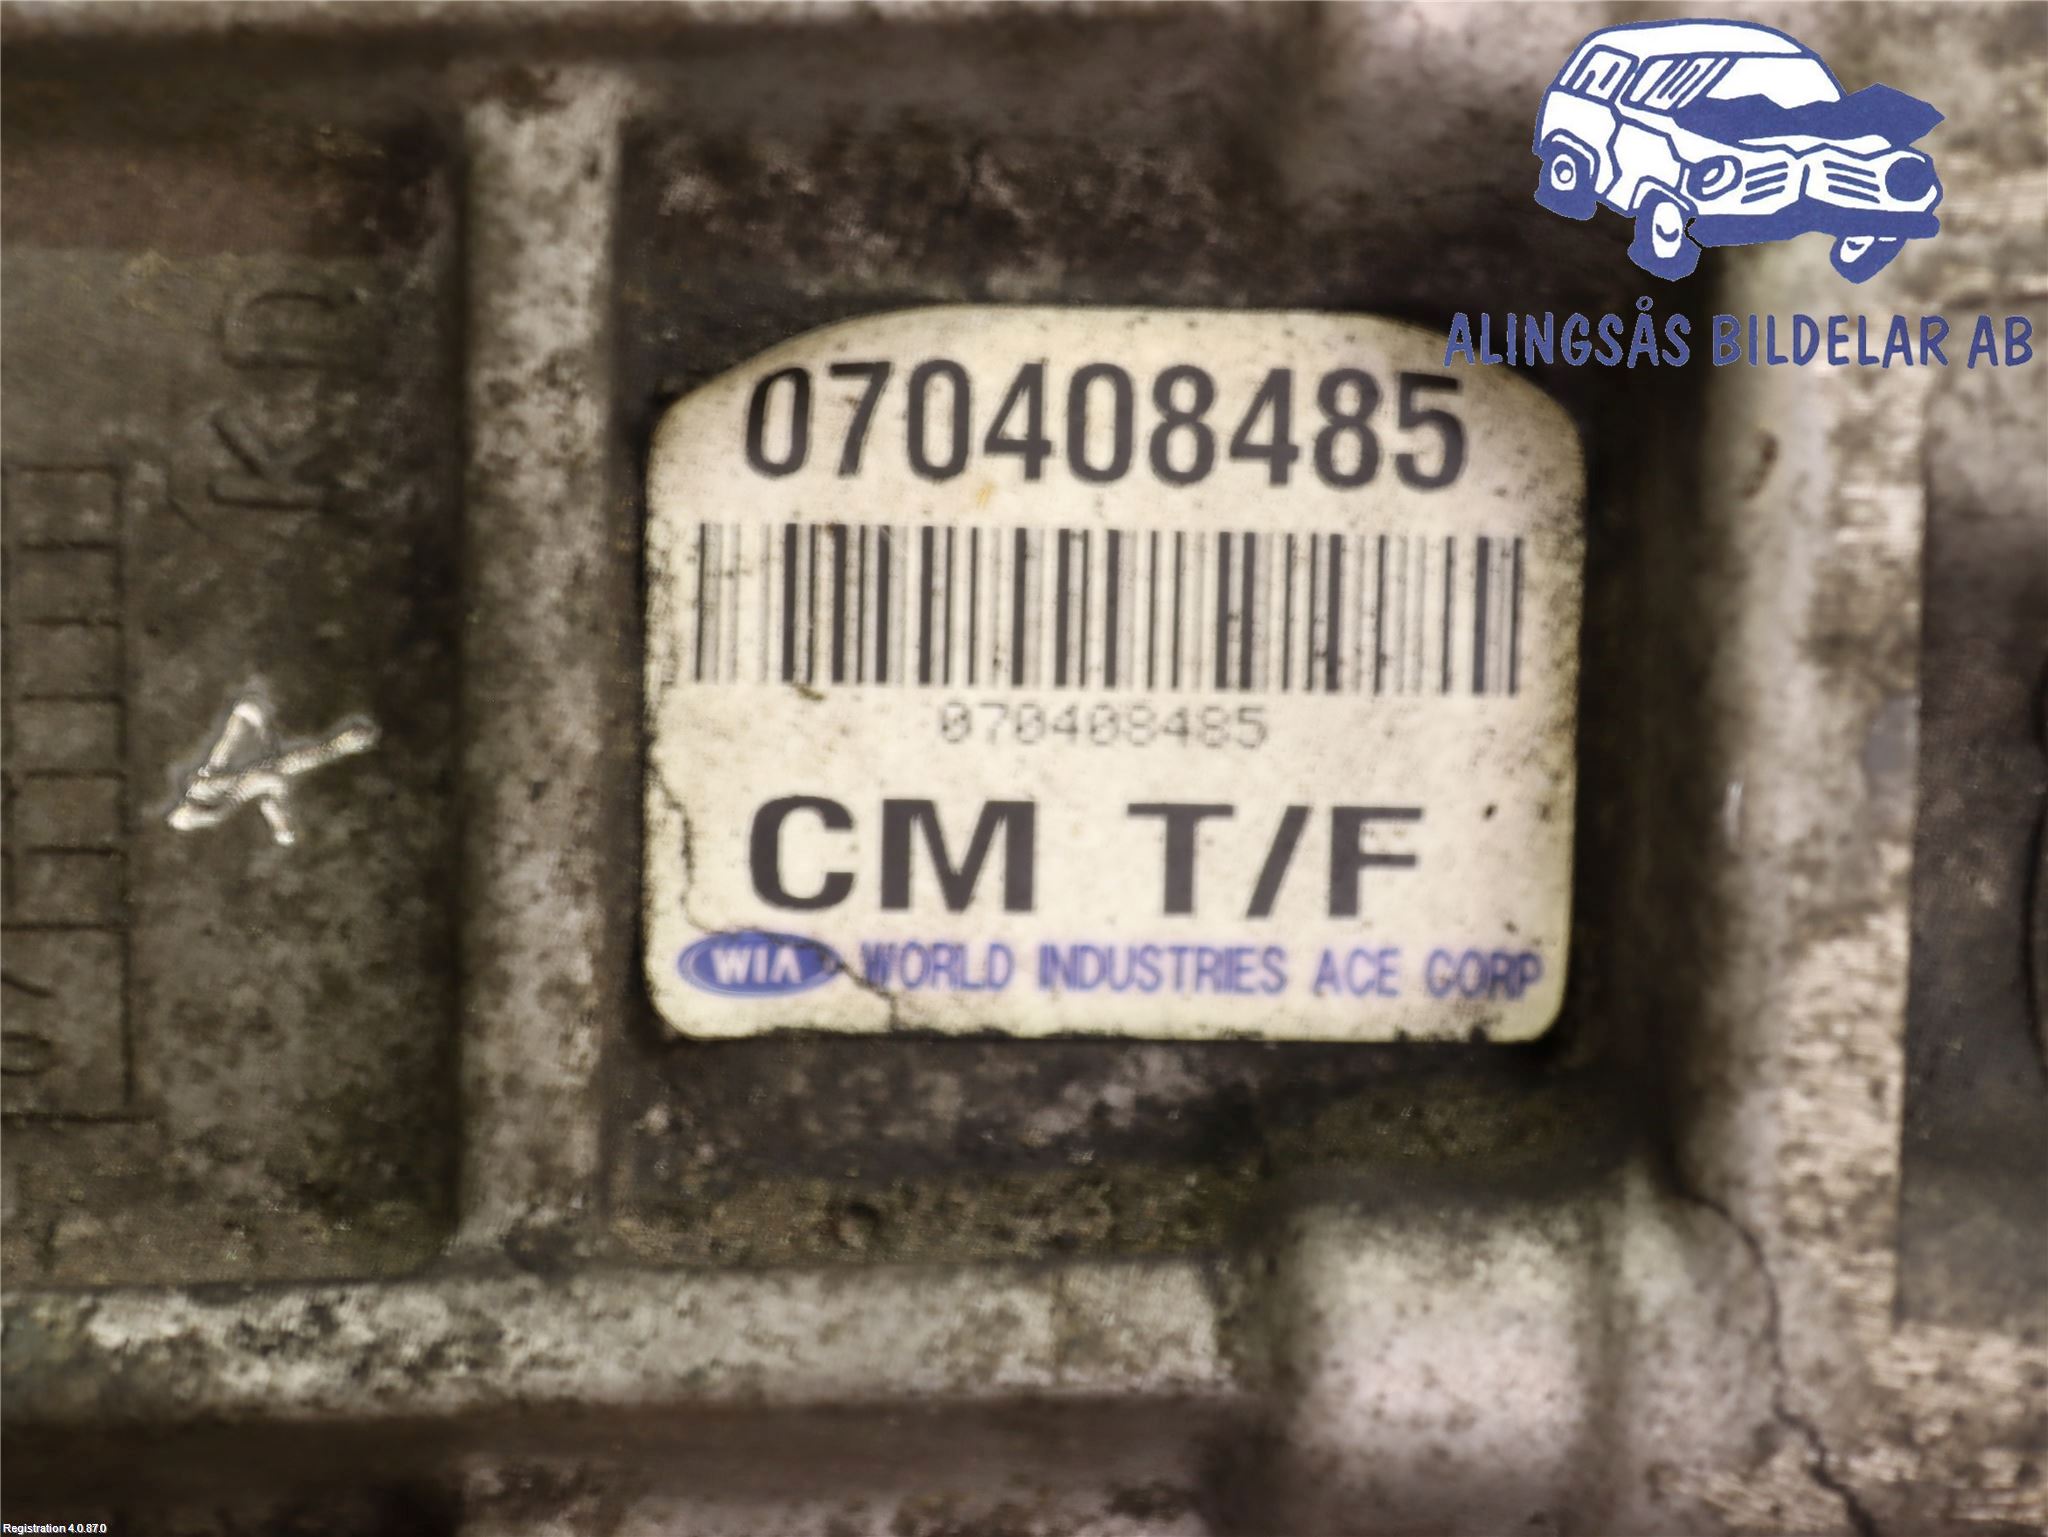 ALINGSÅS BILDELAR AB
070408485
070408485
CM T/F
WIA WORLD INDUSTRIES ACE CORP
Registration 4.0.87.0